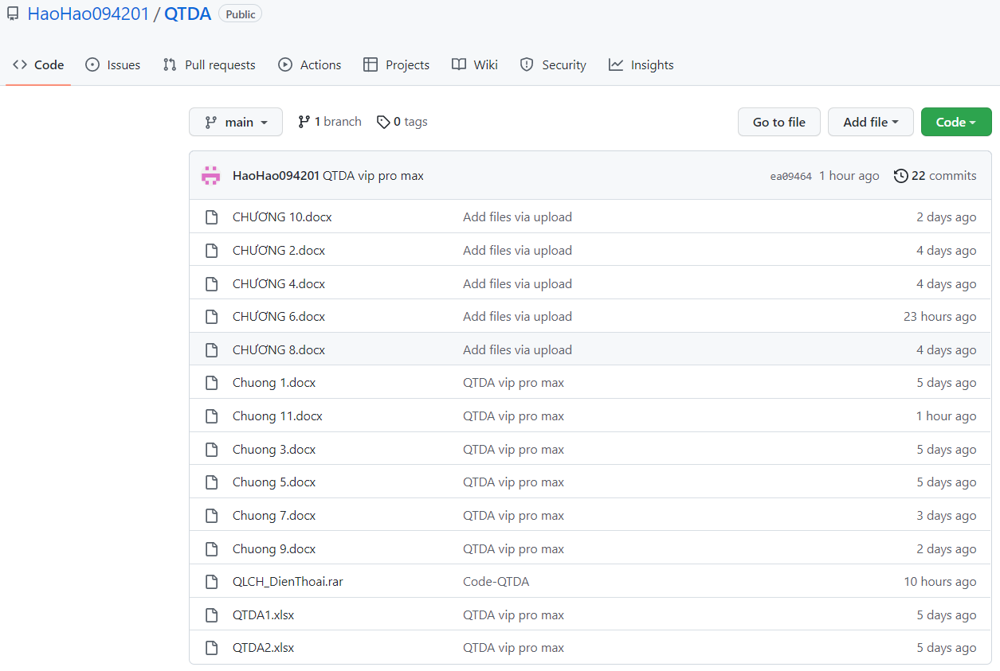 HaoHao094201 / QTDA Public
Code Issues Pull requests Actions Projects Wiki Security Insights
main 1 branch 0 tags Go to file Add file Code
HaoHao094201 QTDA vip pro max ea09464 1 hour ago 22 commits
CHƯƠNG 10.docx Add files via upload 2 days ago
CHƯƠNG 2.docx Add files via upload 4 days ago
CHƯƠNG 4.docx Add files via upload 4 days ago
CHƯƠNG 6.docx Add files via upload 23 hours ago
CHƯƠNG 8.docx Add files via upload 4 days ago
Chuong 1.docx QTDA vip pro max 5 days ago
Chuong 11.docx QTDA vip pro max 1 hour ago
Chuong 3.docx QTDA vip pro max 5 days ago
Chuong 5.docx QTDA vip pro max 5 days ago
Chuong 7.docx QTDA vip pro max 3 days ago
Chuong 9.docx QTDA vip pro max 2 days ago
QLCH_DienThoai.rar Code-QTDA 10 hours ago
QTDA1.xlsx QTDA vip pro max 5 days ago
QTDA2.xlsx QTDA vip pro max 5 days ago